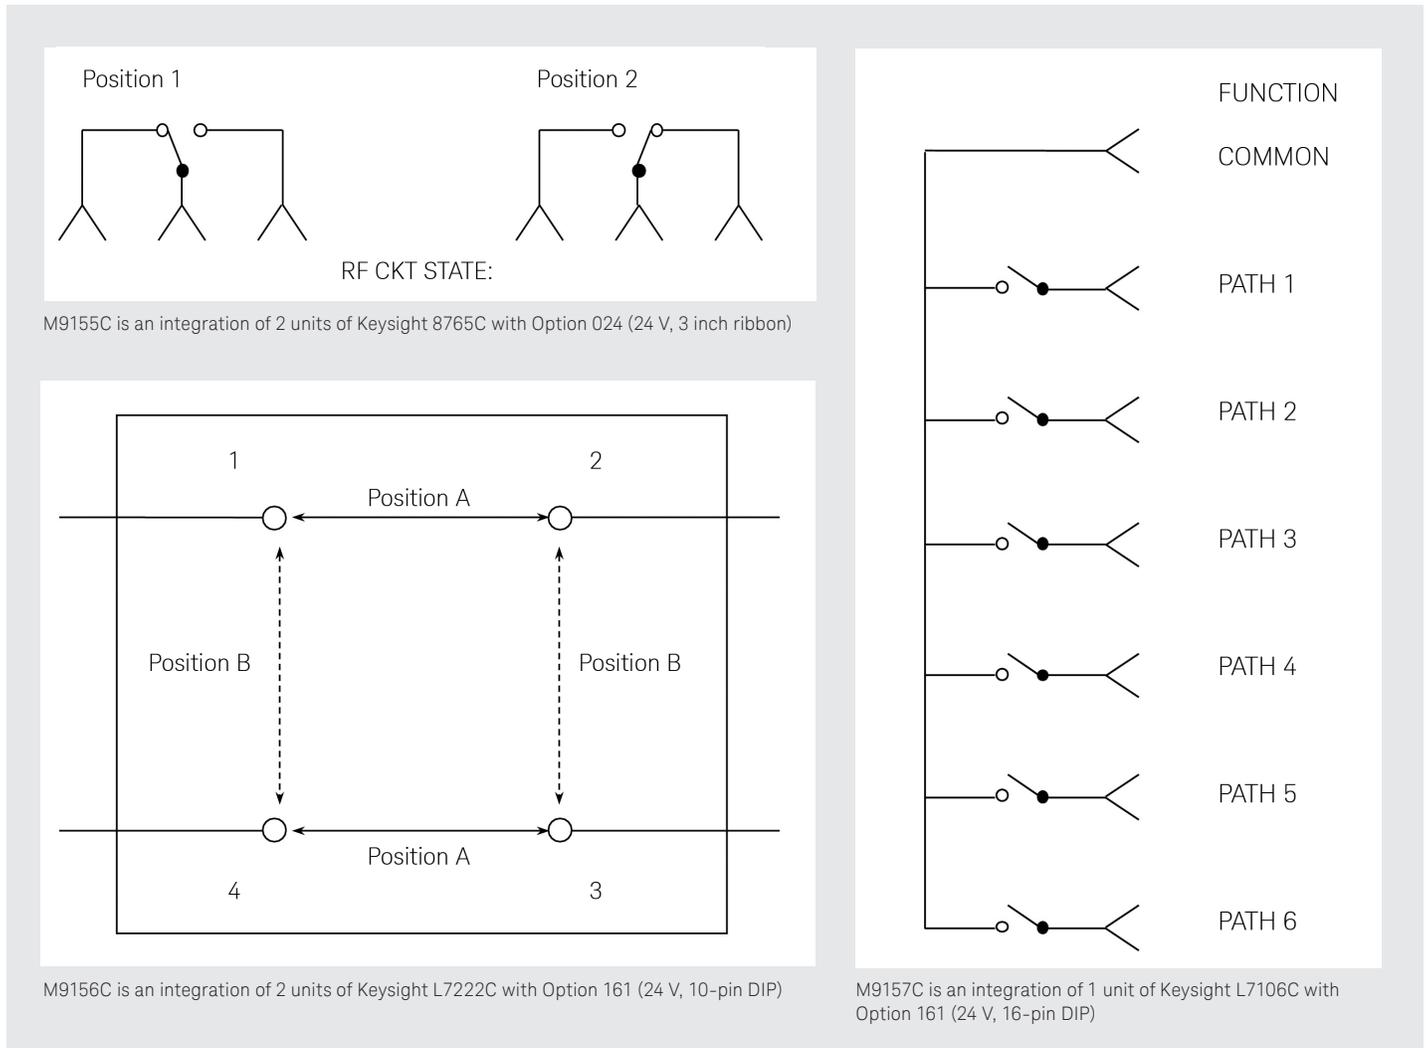 Position 1
Position 2
RF CKT STATE:
M9155C is an integration of 2 units of Keysight 8765C with Option 024 (24 V, 3 inch ribbon)
1
2
Position A
Position B
Position B
Position A
4
3
M9156C is an integration of 2 units of Keysight L7222C with Option 161 (24 V, 10-pin DIP)
FUNCTION
COMMON
PATH 1
PATH 2
PATH 3
PATH 4
PATH 5
PATH 6
M9157C is an integration of 1 unit of Keysight L7106C with
Option 161 (24 V, 16-pin DIP)